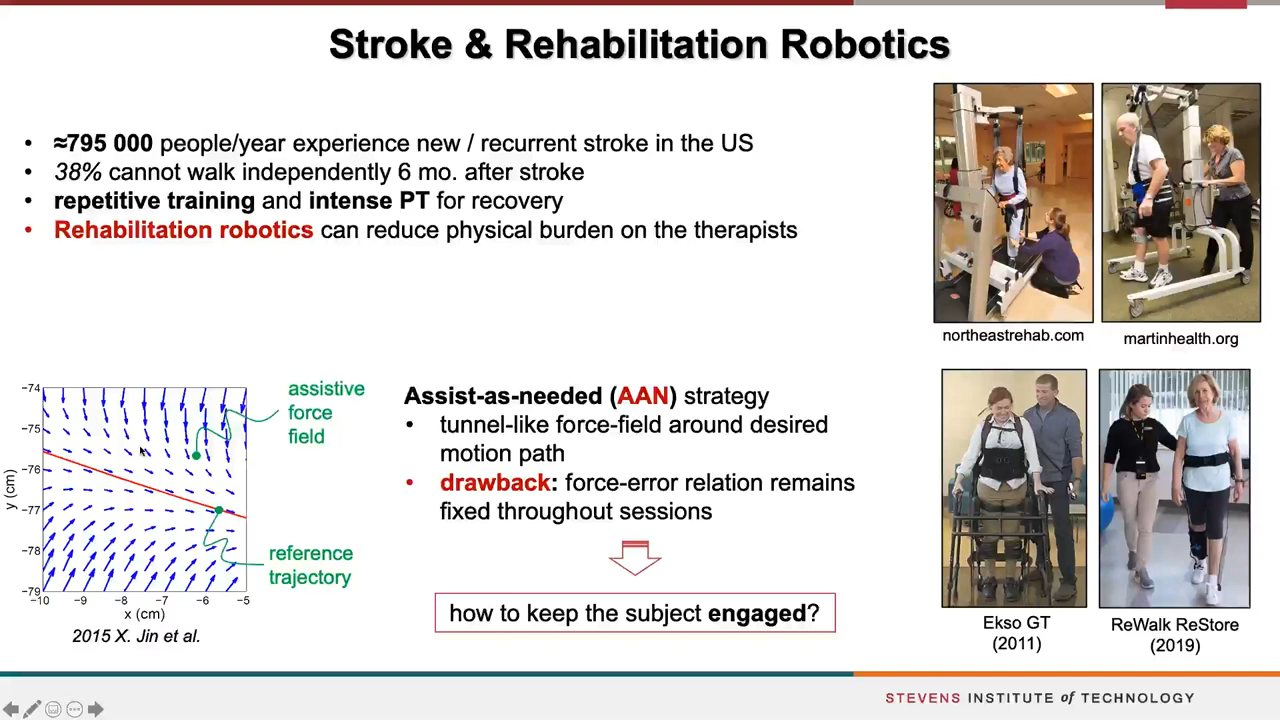 Stroke & Rehabilitation Robotics
• ≈795 000 people/year experience new / recurrent stroke in the US
• 38% cannot walk independently 6 mo. after stroke
• repetitive training and intense PT for recovery
• Rehabilitation robotics can reduce physical burden on the therapists
northeastrehab.com
martinhealth.org
−74
−75
−76
−77
−78
−79
y (cm)
−10 −9 −8 −7 −6 −5
x (cm)
assistive
force
field
reference
trajectory
2015 X. Jin et al.
Assist-as-needed (AAN) strategy
• tunnel-like force-field around desired
motion path
• drawback: force-error relation remains
fixed throughout sessions
how to keep the subject engaged?
Ekso GT
(2011)
ReWalk ReStore
(2019)
STEVENS INSTITUTE of TECHNOLOGY